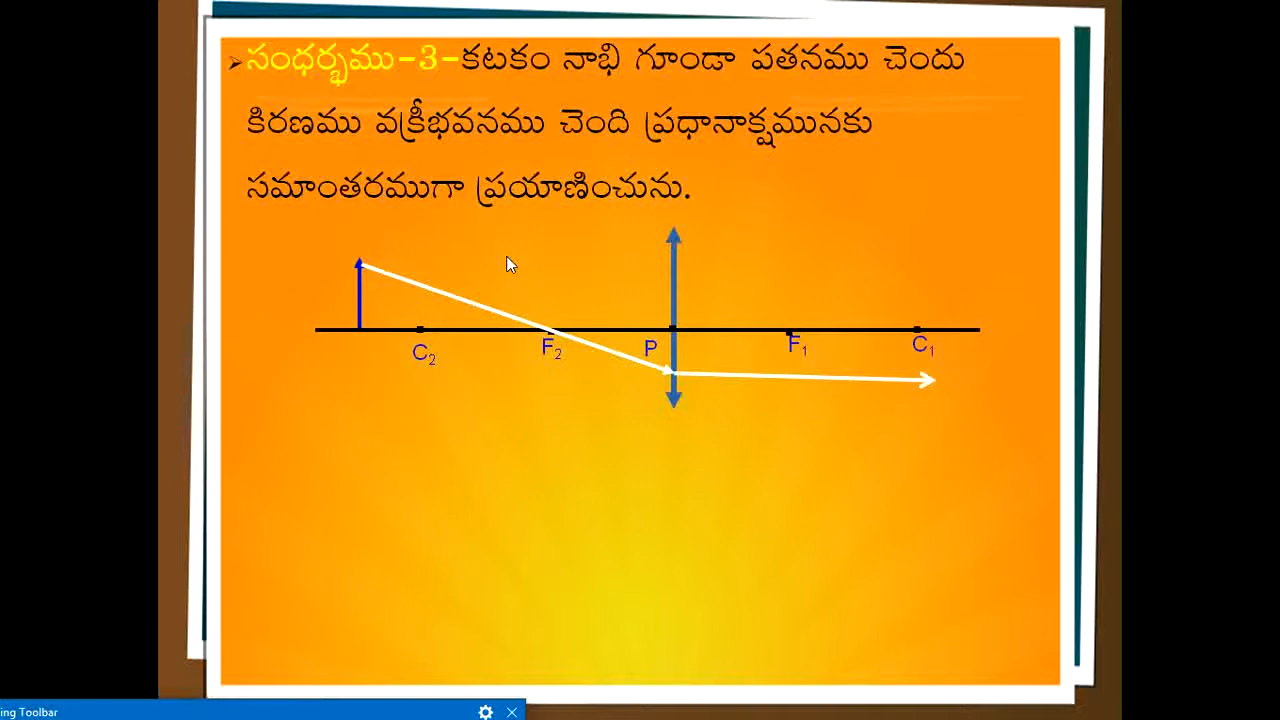 సంధర్భము-3-కటకం నాభి గూండా పతనము చెందు
కిరణము వక్రీభవనము చెంది ప్రధానాక్షమునకు
సమాంతరముగా ప్రయాణించును.
C₂ F₂ P F₁ C₁
ing Toolbar